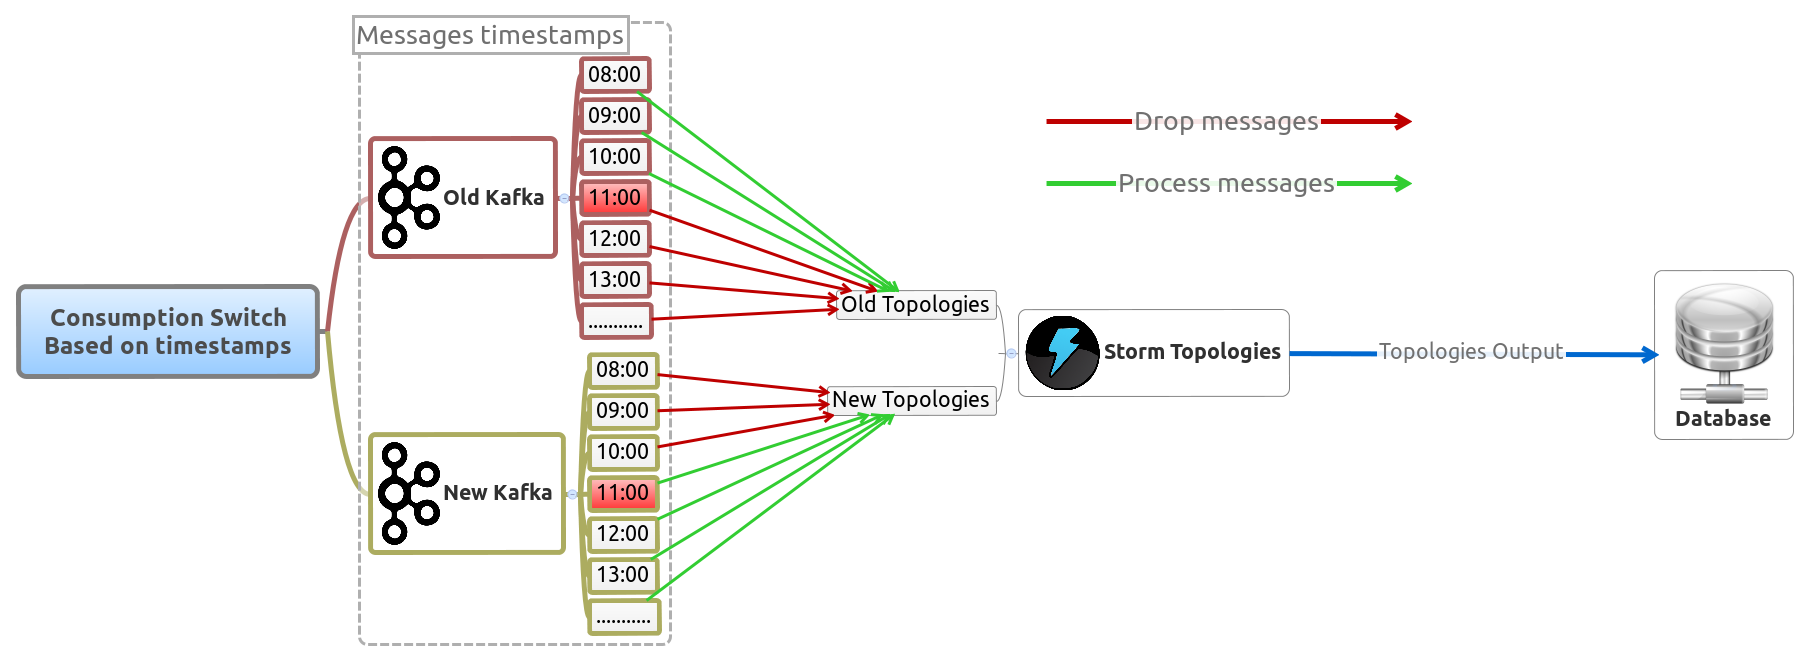 Messages timestamps
08:00
09:00
10:00
11:00
12:00
13:00
...........
Old Kafka
Consumption Switch
Based on timestamps
08:00
09:00
10:00
11:00
12:00
13:00
...........
New Kafka
Drop messages
Process messages
Old Topologies
New Topologies
Storm Topologies
Topologies Output
Database